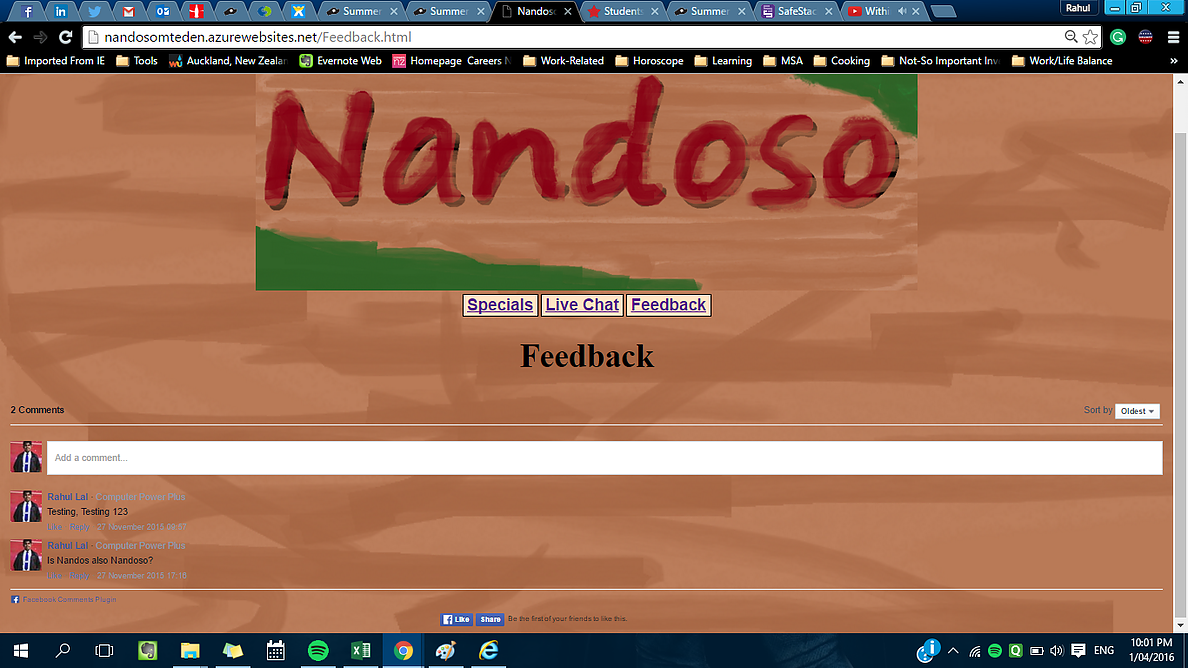 Summer
Summer
Nandos
Students
Summer
SafeStac
Withi
Rahul
nandosomteden.azurewebsites.net/Feedback.html
Imported From IE
Tools
Auckland, New Zealan
Evernote Web
Homepage Careers N
Work-Related
Horoscope
Learning
MSA
Cooking
Not-So Important Inv
Work/Life Balance
»
Nandoso
Specials Live Chat Feedback
Feedback
2 Comments
Sort by Oldest
Add a comment...
Rahul Lal · Computer Power Plus
Testing, Testing 123
Like · Reply · 27 November 2015 09:57
Rahul Lal · Computer Power Plus
Is Nandos also Nandoso?
Like · Reply · 27 November 2015 17:16
Facebook Comments Plugin
Like Share Be the first of your friends to like this.
ENG
10:01 PM
1/04/2016